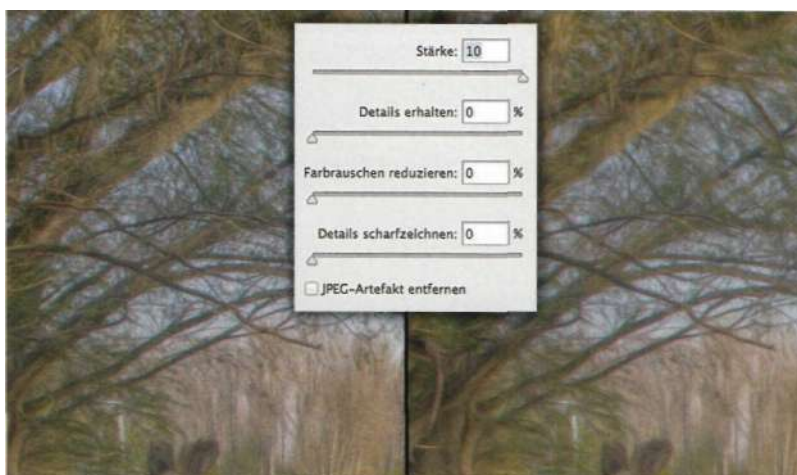 Stärke: 10
Details erhalten: 0 %
Farbrauschen reduzieren: 0 %
Details scharfzeichnen: 0 %
JPEG-Artefakt entfernen